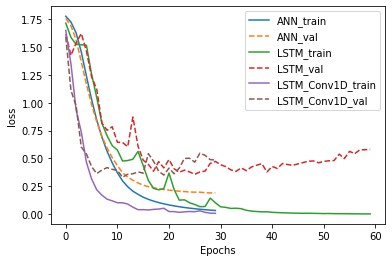 ANN_train
ANN_val
LSTM_train
LSTM_val
LSTM_Conv1D_train
LSTM_Conv1D_val
loss
1.75
1.50
1.25
1.00
0.75
0.50
0.25
0.00
0 10 20 30 40 50 60
Epochs